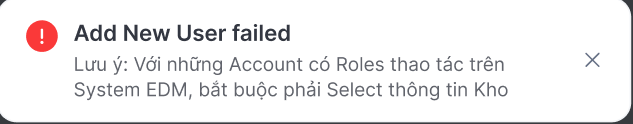 Add New User failed
Lưu ý: Với những Account có Roles thao tác trên
System EDM, bắt buộc phải Select thông tin Kho